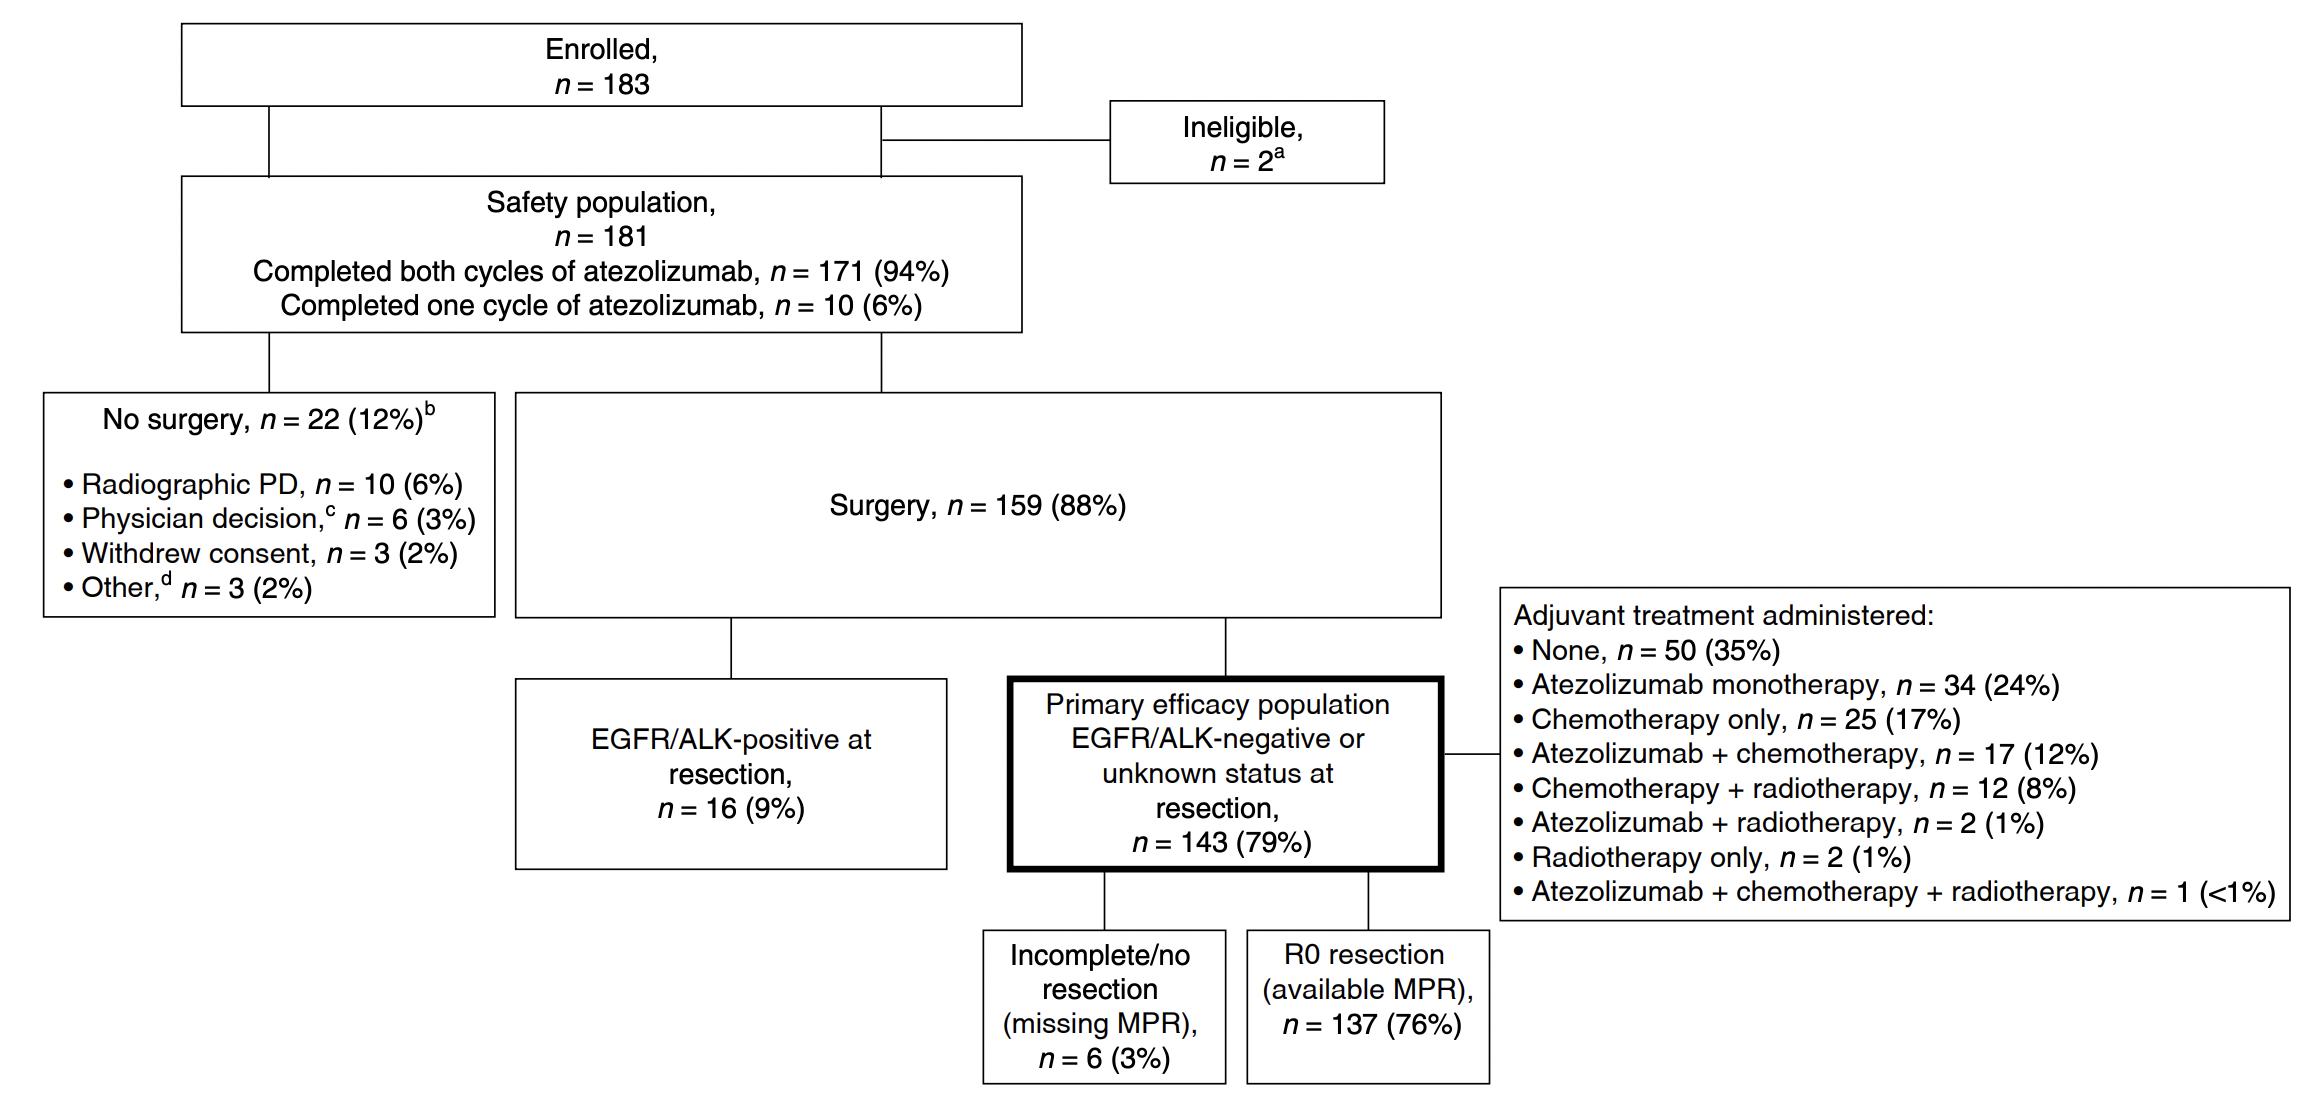 Enrolled,
n = 183
Ineligible,
n = 2a
Safety population,
n = 181
Completed both cycles of atezolizumab, n = 171 (94%)
Completed one cycle of atezolizumab, n = 10 (6%)
No surgery, n = 22 (12%)b
• Radiographic PD, n = 10 (6%)
• Physician decision,c n = 6 (3%)
• Withdrew consent, n = 3 (2%)
• Other,d n = 3 (2%)
Surgery, n = 159 (88%)
EGFR/ALK-positive at
resection,
n = 16 (9%)
Primary efficacy population
EGFR/ALK-negative or
unknown status at
resection,
n = 143 (79%)
Adjuvant treatment administered:
• None, n = 50 (35%)
• Atezolizumab monotherapy, n = 34 (24%)
• Chemotherapy only, n = 25 (17%)
• Atezolizumab + chemotherapy, n = 17 (12%)
• Chemotherapy + radiotherapy, n = 12 (8%)
• Atezolizumab + radiotherapy, n = 2 (1%)
• Radiotherapy only, n = 2 (1%)
• Atezolizumab + chemotherapy + radiotherapy, n = 1 (<1%)
Incomplete/no
resection
(missing MPR),
n = 6 (3%)
R0 resection
(available MPR),
n = 137 (76%)